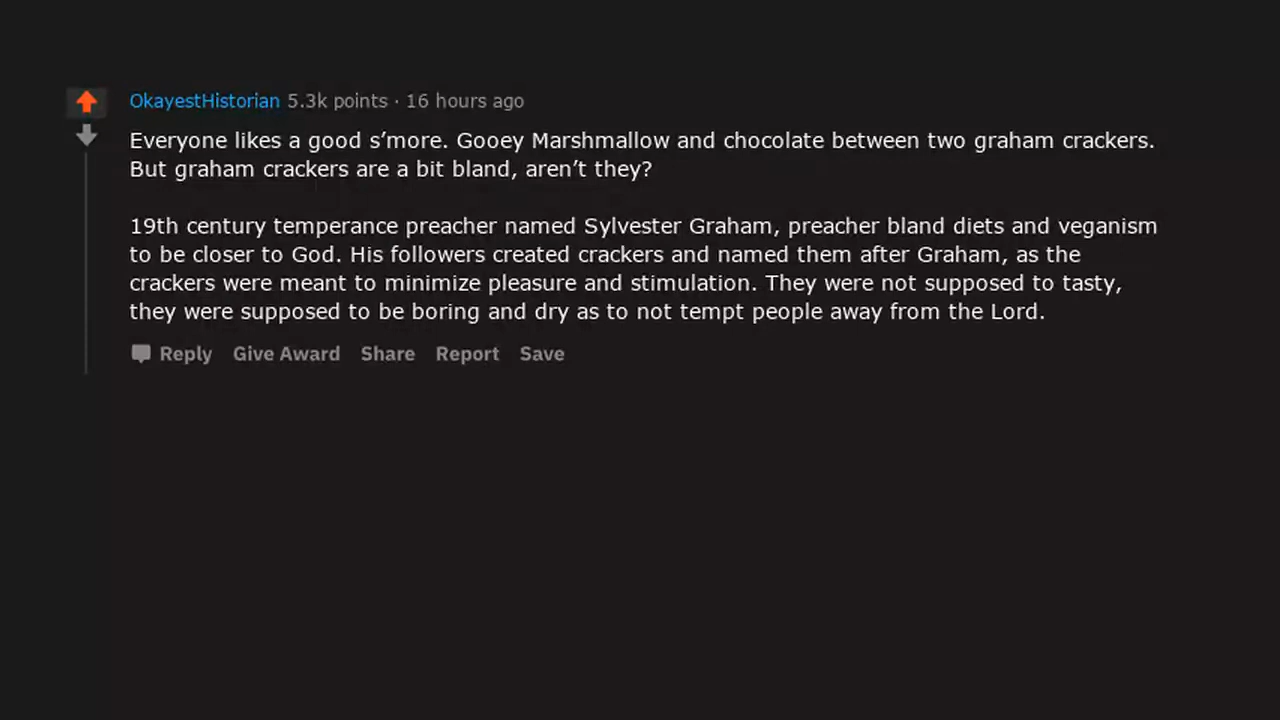 OkayestHistorian 5.3k points · 16 hours ago
Everyone likes a good s’more. Gooey Marshmallow and chocolate between two graham crackers.
But graham crackers are a bit bland, aren’t they?
19th century temperance preacher named Sylvester Graham, preacher bland diets and veganism
to be closer to God. His followers created crackers and named them after Graham, as the
crackers were meant to minimize pleasure and stimulation. They were not supposed to tasty,
they were supposed to be boring and dry as to not tempt people away from the Lord.
Reply Give Award Share Report Save